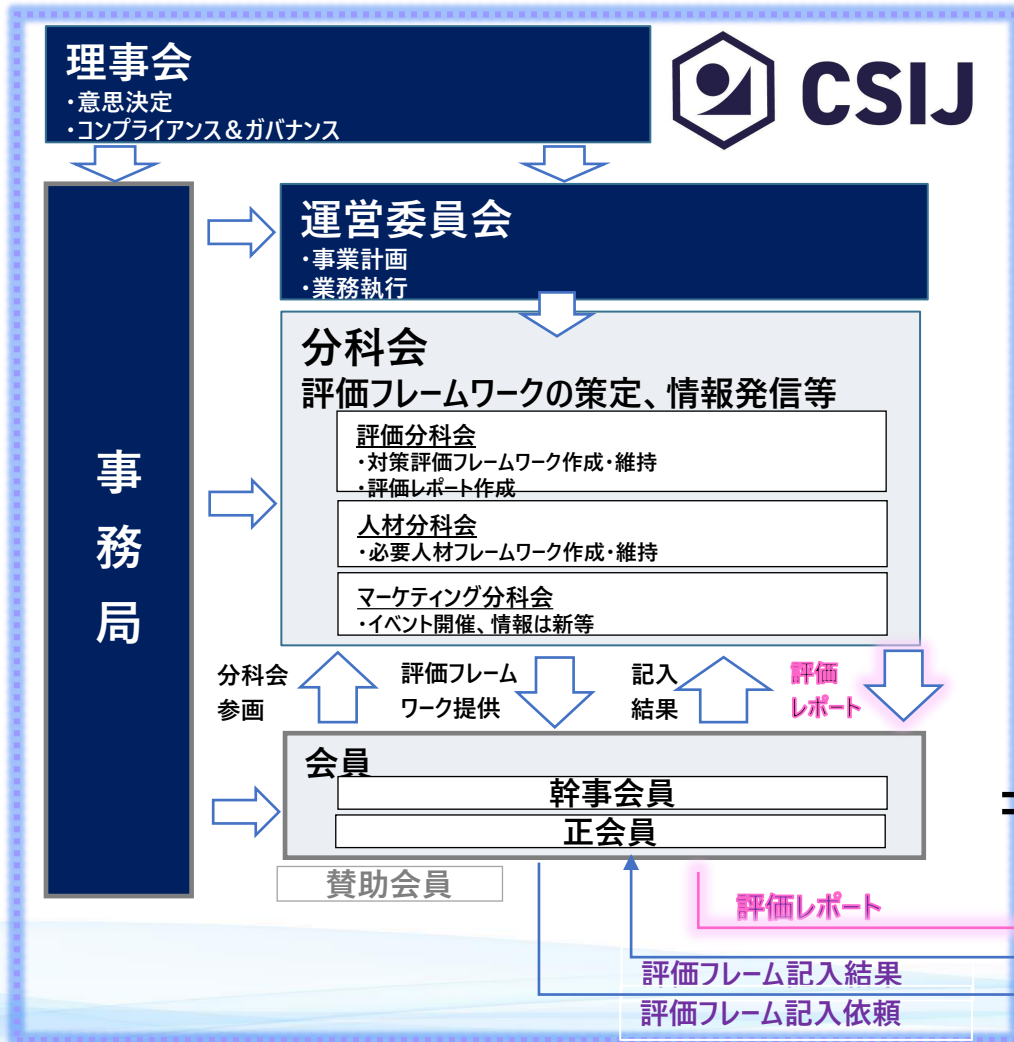 理事会
・意思決定
・コンプライアンス＆ガバナンス
CSIJ
事務局
運営委員会
・事業計画
・業務執行
分科会
評価フレームワークの策定、情報発信等
評価分科会
・対策評価フレームワーク作成・維持
・評価レポート作成
人材分科会
・必要人材フレームワーク作成・維持
マーケティング分科会
・イベント開催、情報は新等
分科会
参画
評価フレーム
ワーク提供
記入
結果
評価
レポート
会員
幹事会員
正会員
賛助会員
評価レポート
評価フレーム記入結果
評価フレーム記入依頼